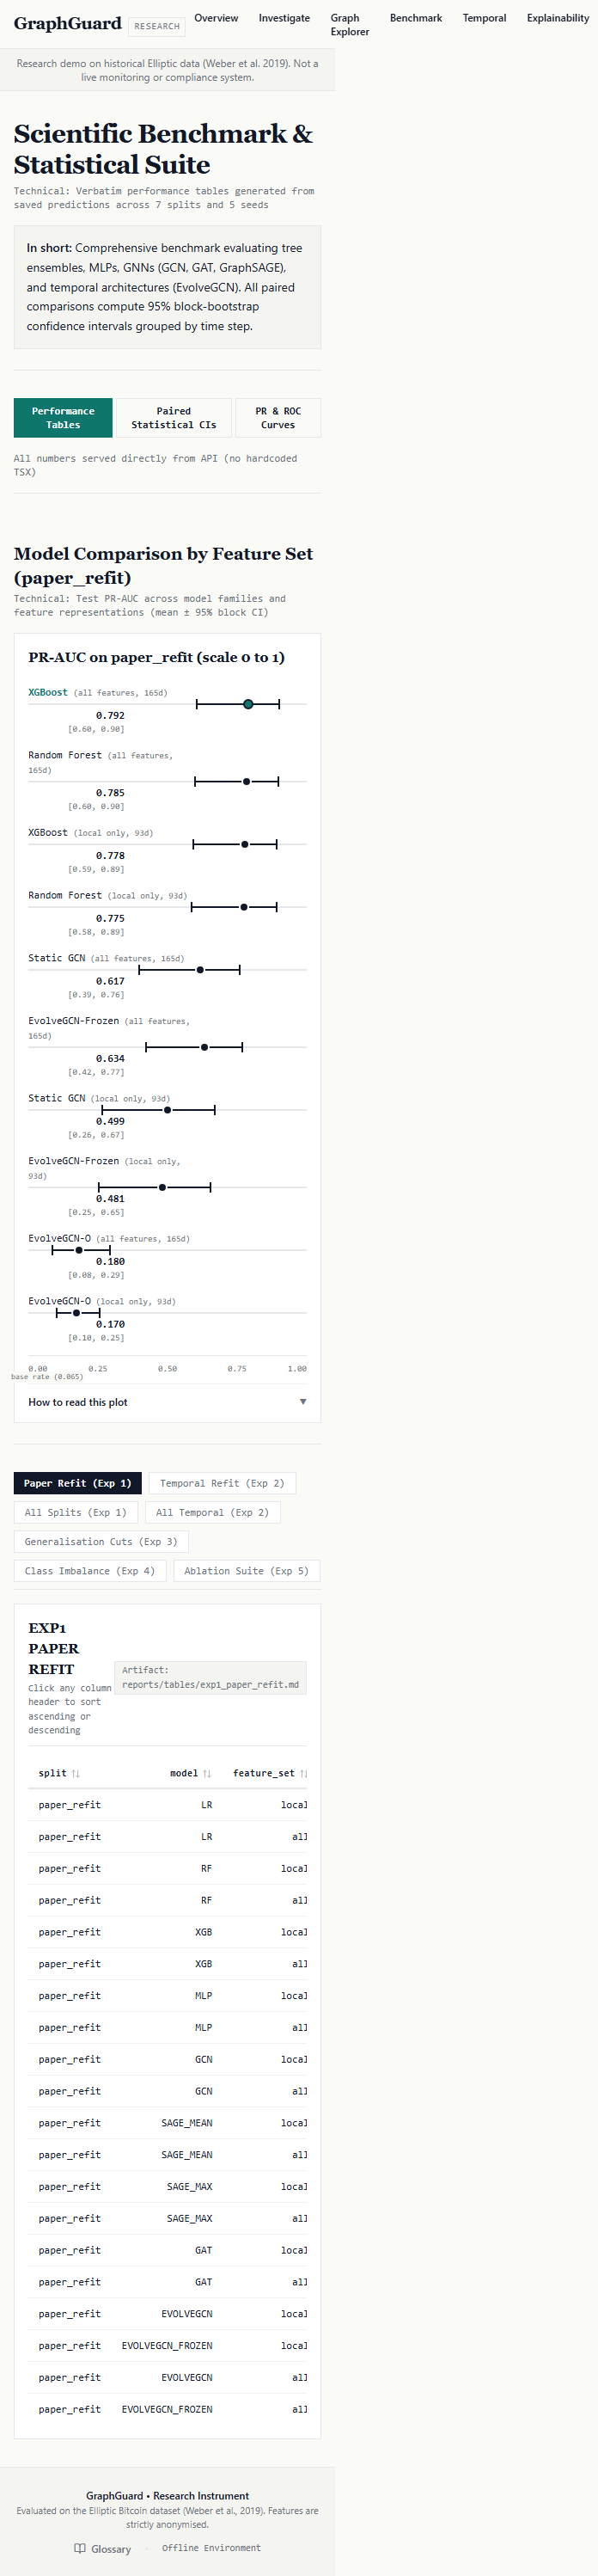 GraphGuard RESEARCH Overview Investigate Graph Explorer Benchmark Temporal Explainability
Research demo on historical Elliptic data (Weber et al. 2019). Not a
live monitoring or compliance system.
Scientific Benchmark &
Statistical Suite
Technical: Verbatim performance tables generated from
saved predictions across 7 splits and 5 seeds
In short: Comprehensive benchmark evaluating tree
ensembles, MLPs, GNNs (GCN, GAT, GraphSAGE),
and temporal architectures (EvolveGCN). All paired
comparisons compute 95% block-bootstrap
confidence intervals grouped by time step.
Performance
Tables
Paired
Statistical CIs
PR & ROC
Curves
All numbers served directly from API (no hardcoded
TSX)
Model Comparison by Feature Set
(paper_refit)
Technical: Test PR-AUC across model families and
feature representations (mean ± 95% block CI)
PR-AUC on paper_refit (scale 0 to 1)
XGBoost (all features, 165d)
0.792
[0.60, 0.90]
Random Forest (all features,
165d)
0.785
[0.60, 0.90]
XGBoost (local only, 93d)
0.778
[0.59, 0.89]
Random Forest (local only, 93d)
0.775
[0.58, 0.89]
Static GCN (all features, 165d)
0.617
[0.39, 0.76]
EvolveGCN-Frozen (all features,
165d)
0.634
[0.42, 0.77]
Static GCN (local only, 93d)
0.499
[0.26, 0.67]
EvolveGCN-Frozen (local only,
93d)
0.481
[0.25, 0.65]
EvolveGCN-O (all features, 165d)
0.180
[0.08, 0.29]
EvolveGCN-O (local only, 93d)
0.170
[0.10, 0.25]
0.00 0.25 0.50 0.75 1.00
base rate (0.065)
How to read this plot ▼
Paper Refit (Exp 1) Temporal Refit (Exp 2)
All Splits (Exp 1) All Temporal (Exp 2)
Generalisation Cuts (Exp 3)
Class Imbalance (Exp 4) Ablation Suite (Exp 5)
EXP1
PAPER
REFIT
Click any column
header to sort
ascending or
descending
Artifact:
reports/tables/exp1_paper_refit.md
split ↑↓ model ↑↓ feature_set ↑↓
paper_refit LR local
paper_refit LR all
paper_refit RF local
paper_refit RF all
paper_refit XGB local
paper_refit XGB all
paper_refit MLP local
paper_refit MLP all
paper_refit GCN local
paper_refit GCN all
paper_refit SAGE_MEAN local
paper_refit SAGE_MEAN all
paper_refit SAGE_MAX local
paper_refit SAGE_MAX all
paper_refit GAT local
paper_refit GAT all
paper_refit EVOLVEGCN local
paper_refit EVOLVEGCN_FROZEN local
paper_refit EVOLVEGCN all
paper_refit EVOLVEGCN_FROZEN all
GraphGuard • Research Instrument
Evaluated on the Elliptic Bitcoin dataset (Weber et al., 2019). Features are
strictly anonymised.
Glossary · Offline Environment